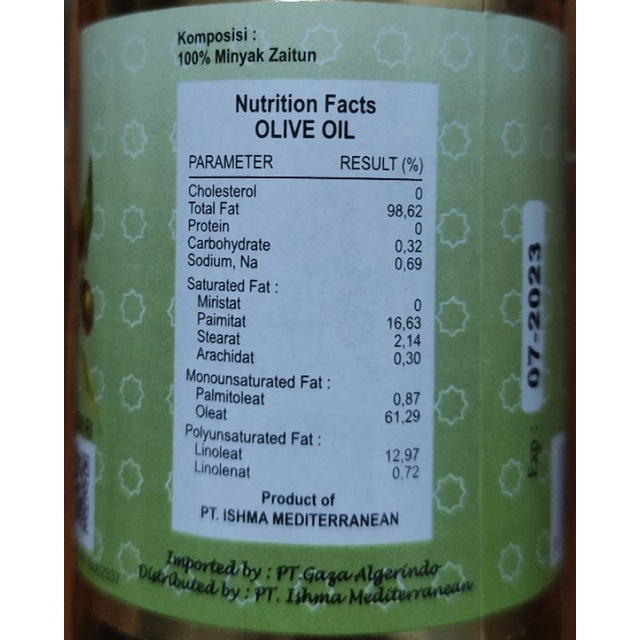 Komposisi :
100% Minyak Zaitun
Nutrition Facts
OLIVE OIL
PARAMETER RESULT (%)
Cholesterol 0
Total Fat 98,62
Protein 0
Carbohydrate 0,32
Sodium, Na 0,69
Saturated Fat :
Miristat 0
Paimitat 16,63
Stearat 2,14
Arachidat 0,30
Monounsaturated Fat :
Palmitoleat 0,87
Oleat 61,29
Polyunsaturated Fat :
Linoleat 12,97
Linolenat 0,72
Product of
PT. ISHMA MEDITERRANEAN
Imported by : PT.Gaza Algerindo
Distributed by : PT. Ishma Mediterranean
Exp : 07-2023